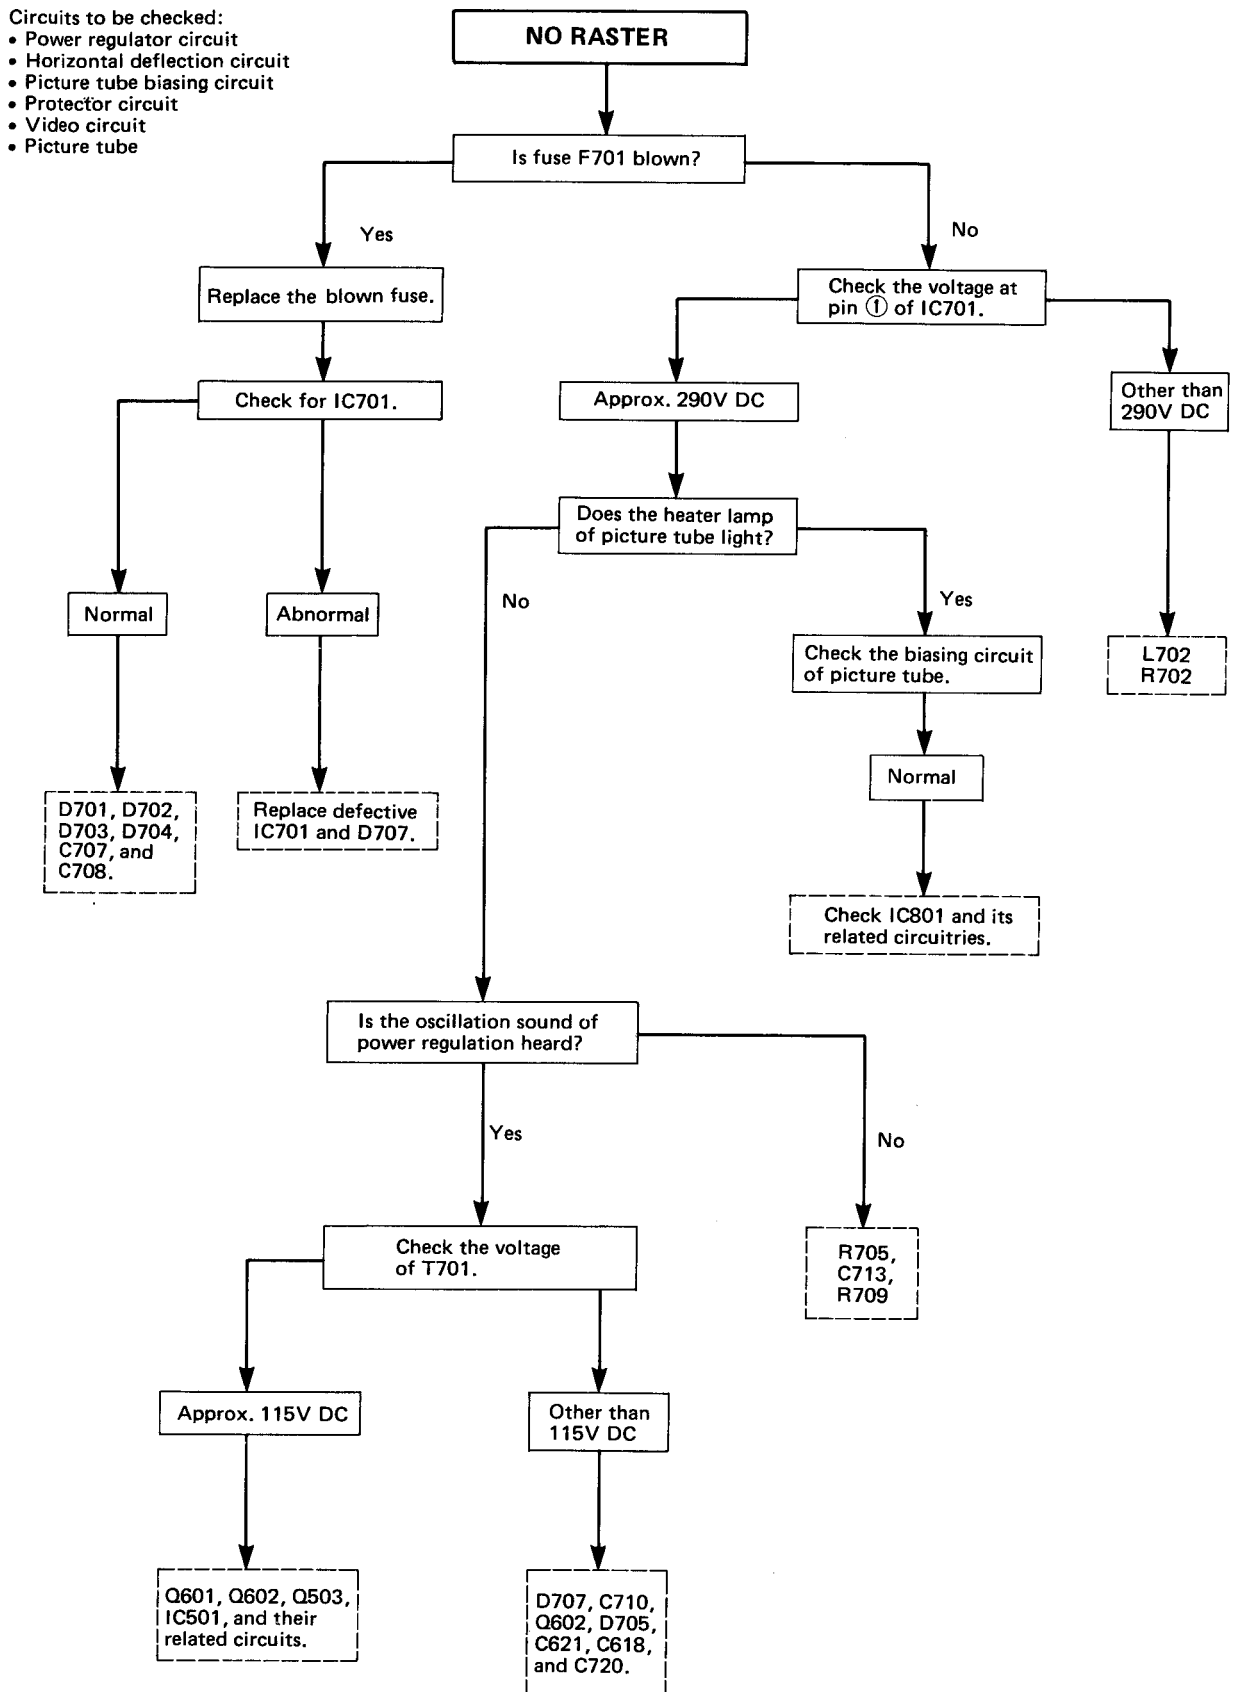 Circuits to be checked:
• Power regulator circuit
• Horizontal deflection circuit
• Picture tube biasing circuit
• Protector circuit
• Video circuit
• Picture tube
NO RASTER
Is fuse F701 blown?
Yes
No
Replace the blown fuse.
Check the voltage at
pin ① of IC701.
Check for IC701.
Approx. 290V DC
Other than
290V DC
Does the heater lamp
of picture tube light?
Normal
Abnormal
No
Yes
Check the biasing circuit
of picture tube.
L702
R702
Normal
D701, D702,
D703, D704,
C707, and
C708.
Replace defective
IC701 and D707.
Check IC801 and its
related circuitries.
Is the oscillation sound of
power regulation heard?
Yes
No
Check the voltage
of T701.
R705,
C713,
R709
Approx. 115V DC
Other than
115V DC
Q601, Q602, Q503,
IC501, and their
related circuits.
D707, C710,
Q602, D705,
C621, C618,
and C720.